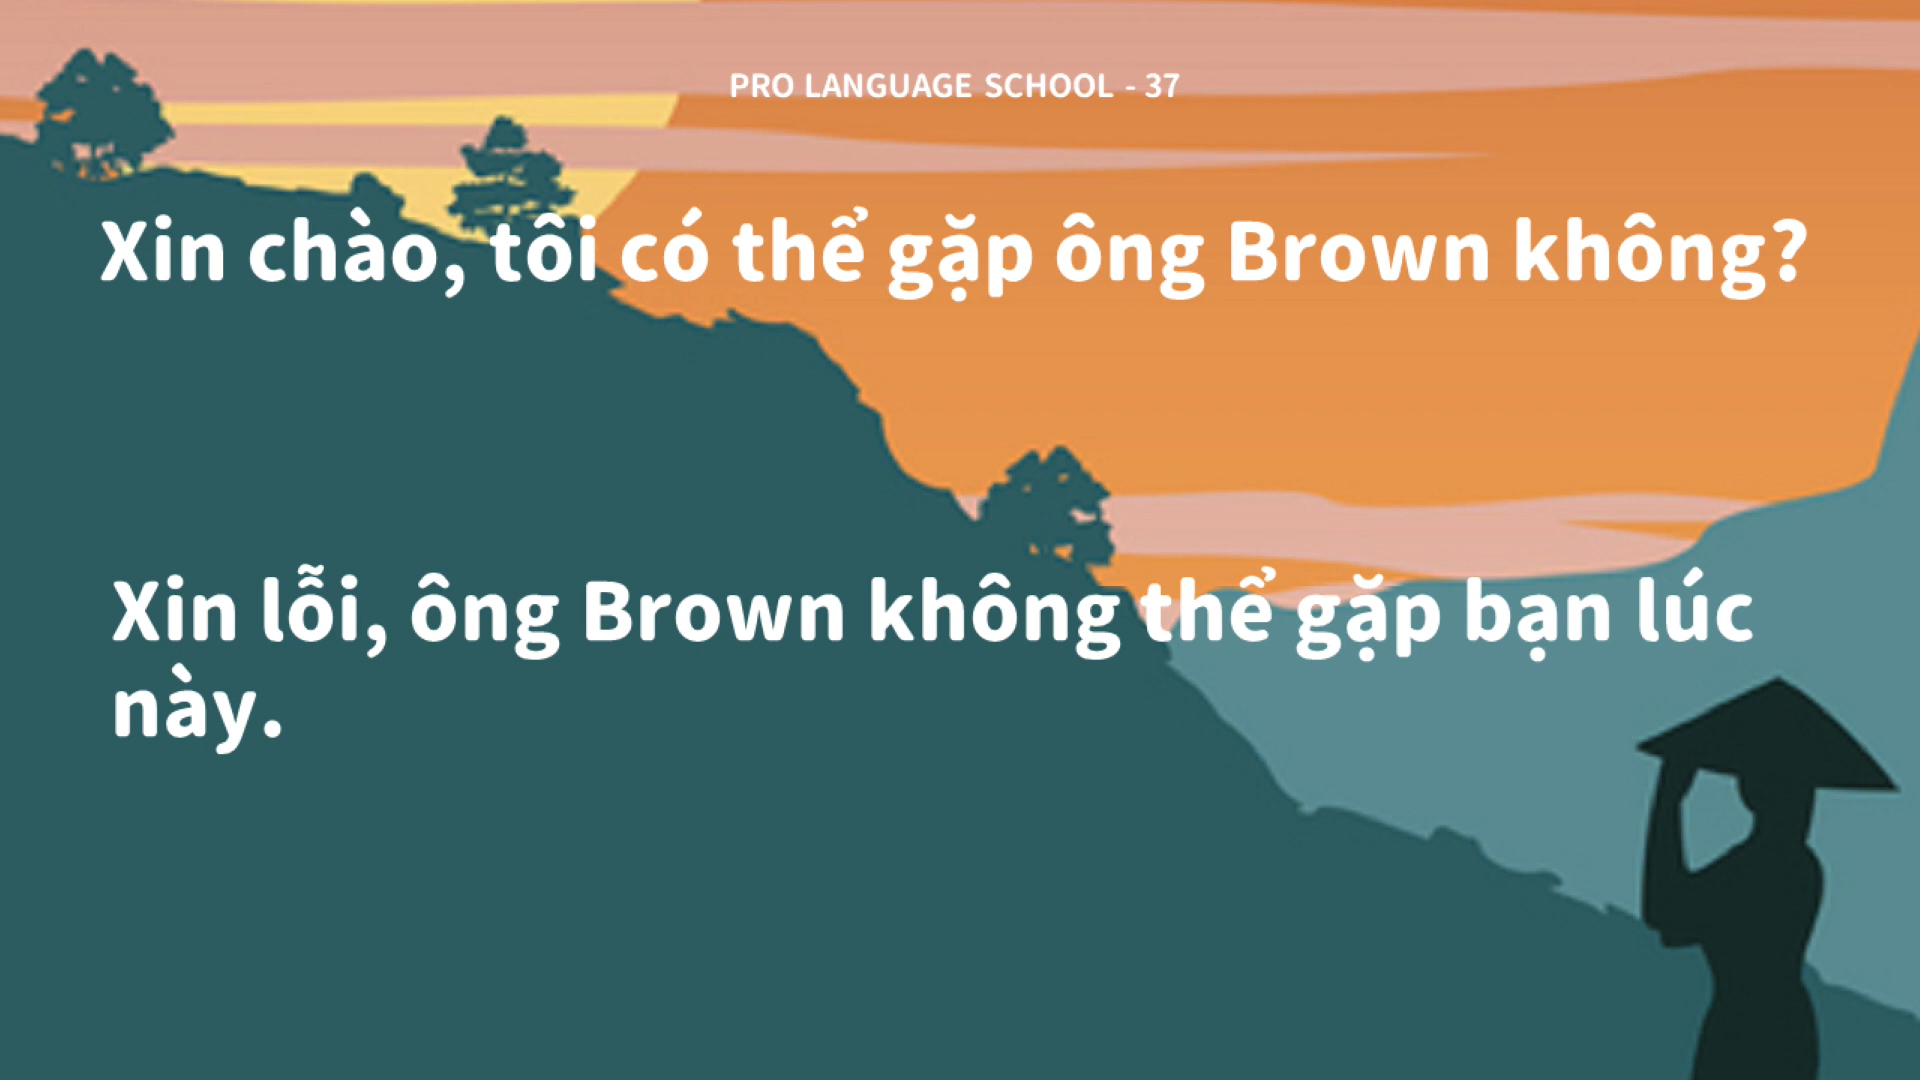 PRO LANGUAGE SCHOOL - 37
Xin chào, tôi có thể gặp ông Brown không?
Xin lỗi, ông Brown không thể gặp bạn lúc
này.